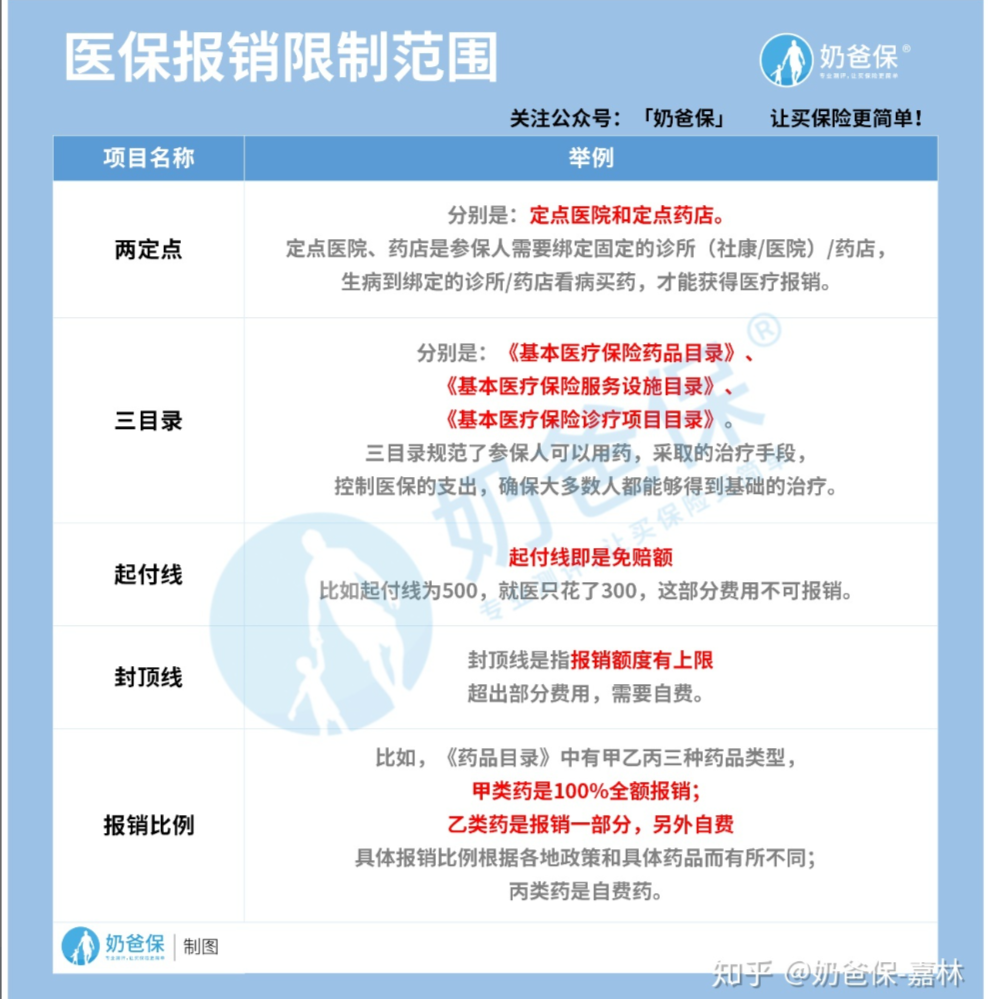 医保报销限制范围
奶爸保®
专业测评,让买保险更简单
关注公众号：「奶爸保」 让买保险更简单！
项目名称 举例
两定点
分别是：定点医院和定点药店。
定点医院、药店是参保人需要绑定固定的诊所（社康/医院）/药店，
生病到绑定的诊所/药店看病买药，才能获得医疗报销。
三目录
分别是：《基本医疗保险药品目录》、
《基本医疗保险服务设施目录》、
《基本医疗保险诊疗项目目录》。
三目录规范了参保人可以用药，采取的治疗手段，
控制医保的支出，确保大多数人都能够得到基础的治疗。
起付线
起付线即是免赔额
比如起付线为500，就医只花了300，这部分费用不可报销。
封顶线
封顶线是指报销额度有上限
超出部分费用，需要自费。
报销比例
比如，《药品目录》中有甲乙丙三种药品类型，
甲类药是100%全额报销；
乙类药是报销一部分，另外自费
具体报销比例根据各地政策和具体药品而有所不同；
丙类药是自费药。
奶爸保®
奶爸保 制图
知乎 @奶爸保-嘉林